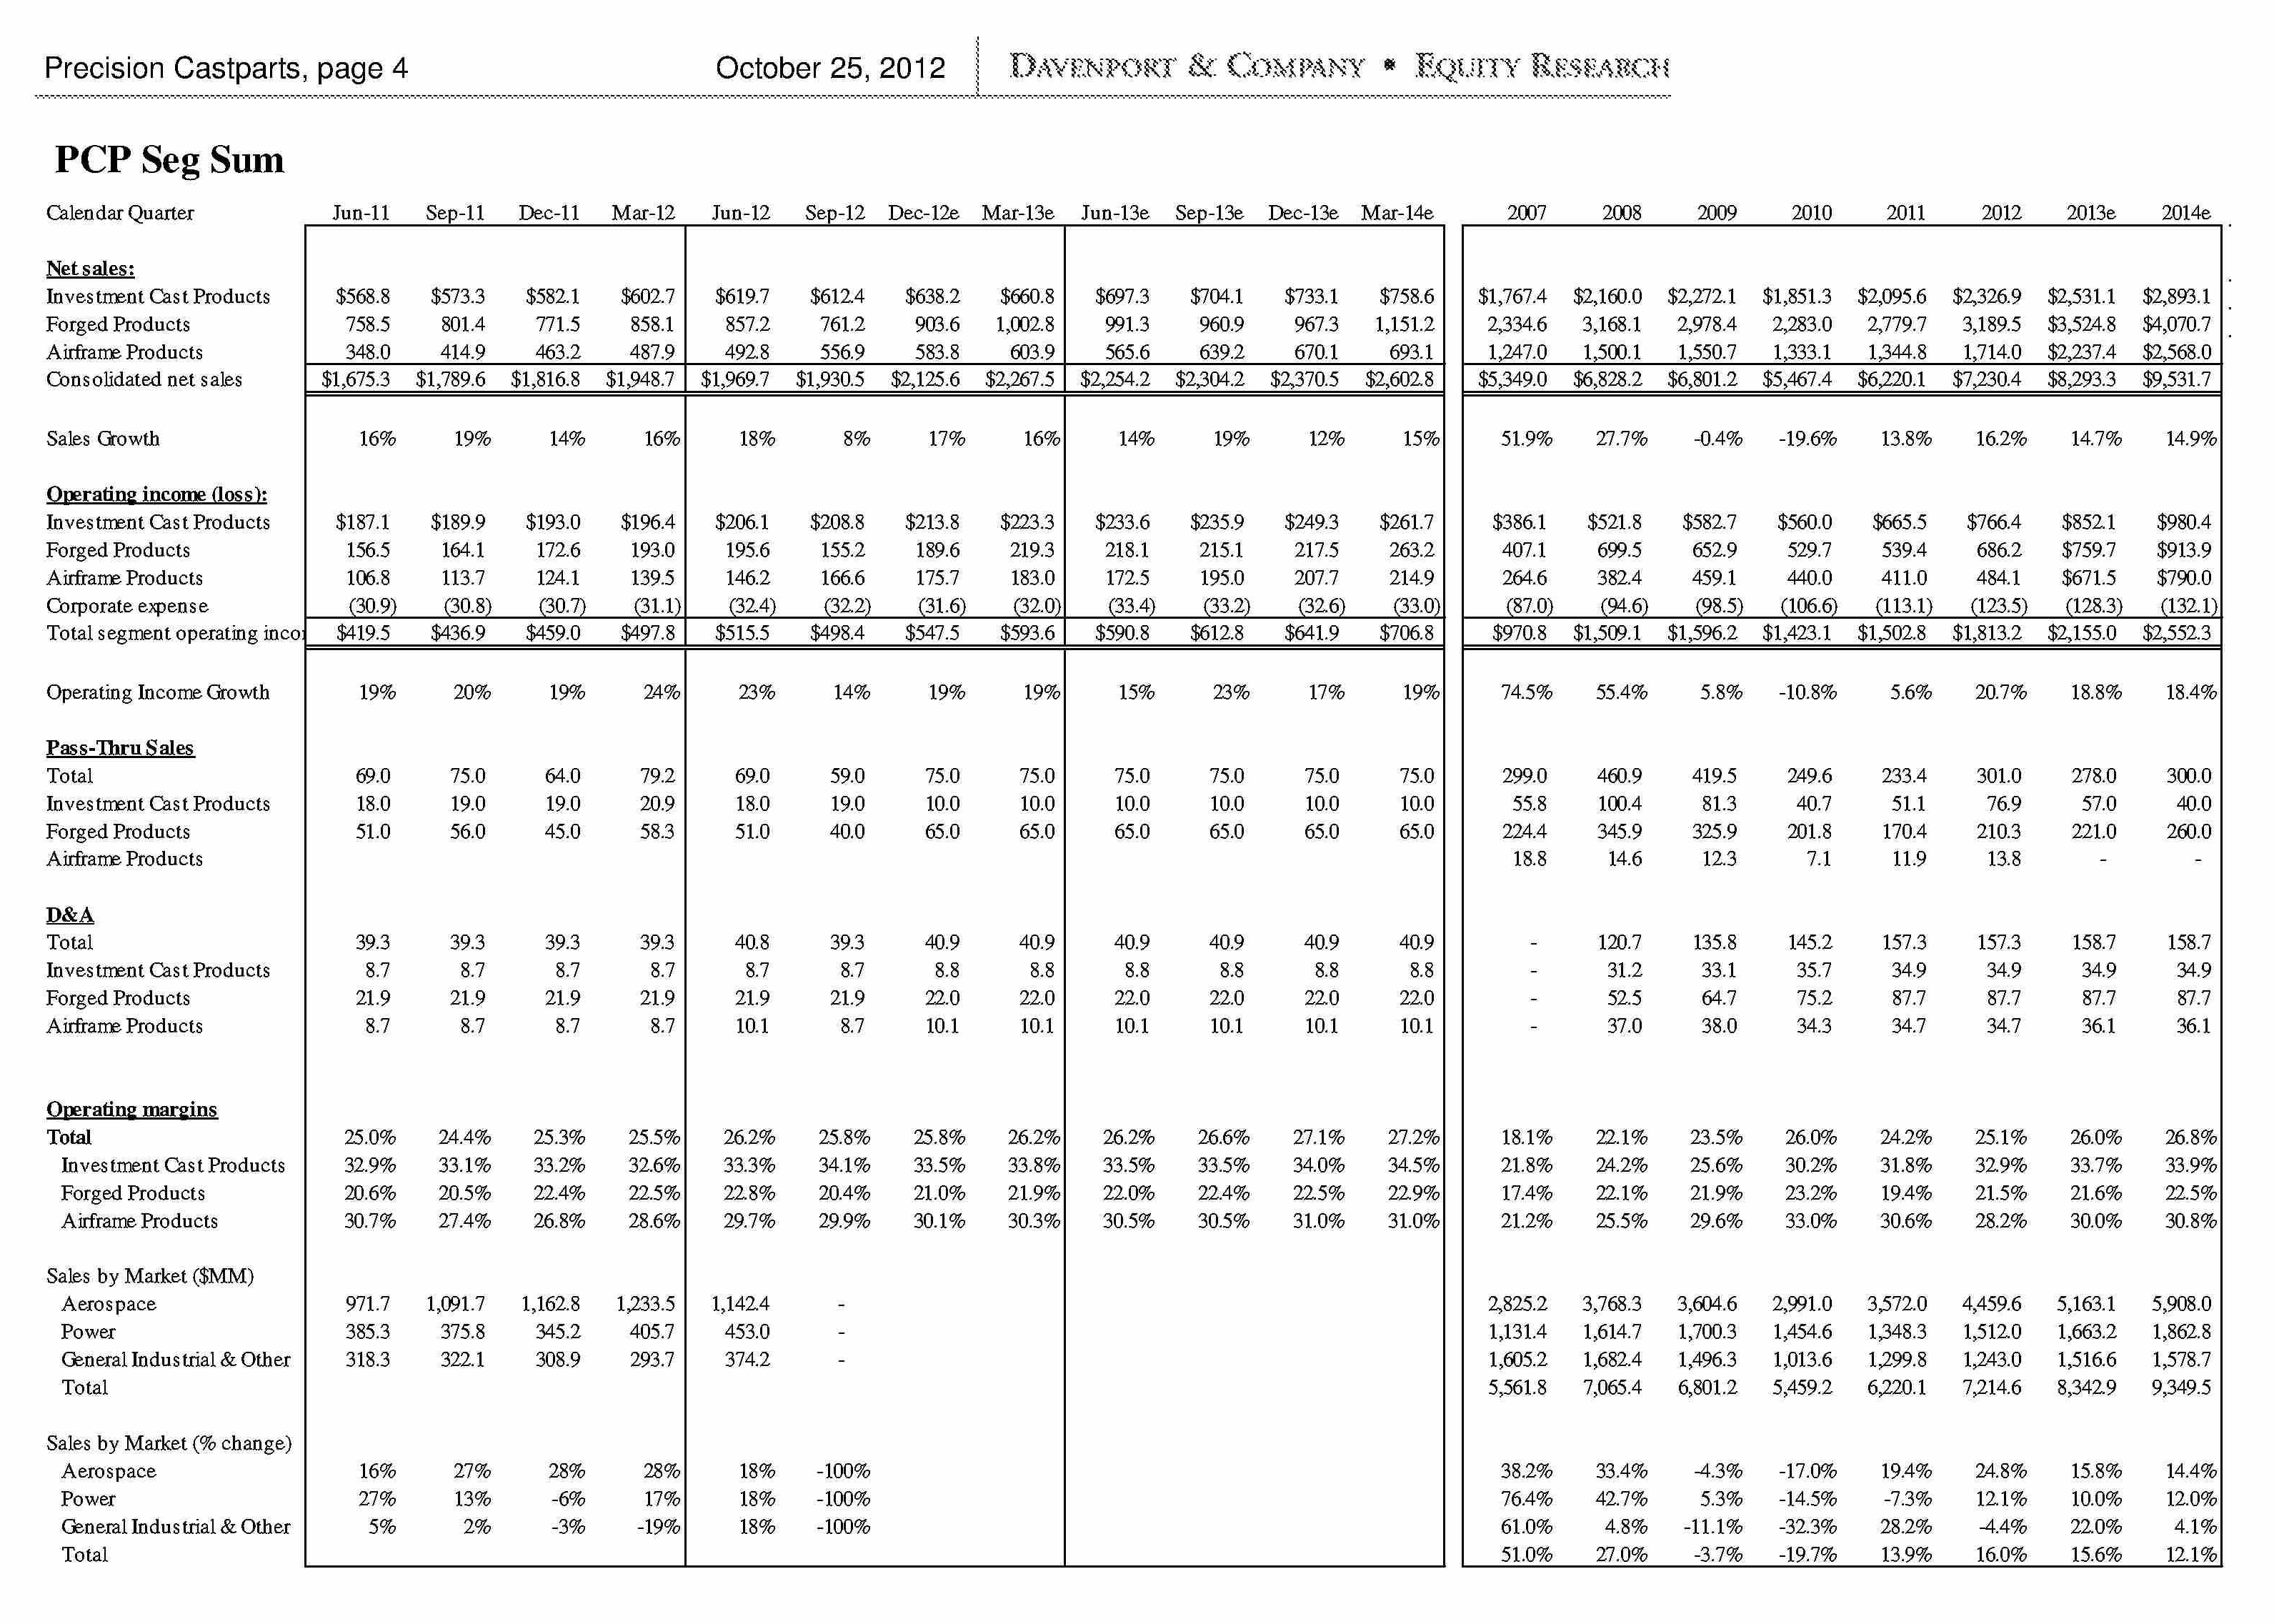 Precision Castparts, page 4 October 25, 2012 DAVENPORT & COMPANY • EQUITY RESEARCH
PCP Seg Sum
Calendar Quarter Jun-11 Sep-11 Dec-11 Mar-12 Jun-12 Sep-12 Dec-12e Mar-13e Jun-13e Sep-13e Dec-13e Mar-14e 2007 2008 2009 2010 2011 2012 2013e 2014e
Net sales:
Investment Cast Products $568.8 $573.3 $582.1 $602.7 $619.7 $612.4 $638.2 $660.8 $697.3 $704.1 $733.1 $758.6 $1,767.4 $2,160.0 $2,272.1 $1,851.3 $2,095.6 $2,326.9 $2,531.1 $2,893.1
Forged Products 758.5 801.4 771.5 858.1 857.2 761.2 903.6 1,002.8 991.3 960.9 967.3 1,151.2 2,334.6 3,168.1 2,978.4 2,283.0 2,779.7 3,189.5 $3,524.8 $4,070.7
Airframe Products 348.0 414.9 463.2 487.9 492.8 556.9 583.8 603.9 565.6 639.2 670.1 693.1 1,247.0 1,500.1 1,550.7 1,333.1 1,344.8 1,714.0 $2,237.4 $2,568.0
Consolidated net sales $1,675.3 $1,789.6 $1,816.8 $1,948.7 $1,969.7 $1,930.5 $2,125.6 $2,267.5 $2,254.2 $2,304.2 $2,370.5 $2,602.8 $5,349.0 $6,828.2 $6,801.2 $5,467.4 $6,220.1 $7,230.4 $8,293.3 $9,531.7
Sales Growth 16% 19% 14% 16% 18% 8% 17% 16% 14% 19% 12% 15% 51.9% 27.7% -0.4% -19.6% 13.8% 16.2% 14.7% 14.9%
Operating income (loss):
Investment Cast Products $187.1 $189.9 $193.0 $196.4 $206.1 $208.8 $213.8 $223.3 $233.6 $235.9 $249.3 $261.7 $386.1 $521.8 $582.7 $560.0 $665.5 $766.4 $852.1 $980.4
Forged Products 156.5 164.1 172.6 193.0 195.6 155.2 189.6 219.3 218.1 215.1 217.5 263.2 407.1 699.5 652.9 529.7 539.4 686.2 $759.7 $913.9
Airframe Products 106.8 113.7 124.1 139.5 146.2 166.6 175.7 183.0 172.5 195.0 207.7 214.9 264.6 382.4 459.1 440.0 411.0 484.1 $671.5 $790.0
Corporate expense (30.9) (30.8) (30.7) (31.1) (32.4) (32.2) (31.6) (32.0) (33.4) (33.2) (32.6) (33.0) (87.0) (94.6) (98.5) (106.6) (113.1) (123.5) (128.3) (132.1)
Total segment operating inco $419.5 $436.9 $459.0 $497.8 $515.5 $498.4 $547.5 $593.6 $590.8 $612.8 $641.9 $706.8 $970.8 $1,509.1 $1,596.2 $1,423.1 $1,502.8 $1,813.2 $2,155.0 $2,552.3
Operating Income Growth 19% 20% 19% 24% 23% 14% 19% 19% 15% 23% 17% 19% 74.5% 55.4% 5.8% -10.8% 5.6% 20.7% 18.8% 18.4%
Pass-Thru Sales
Total 69.0 75.0 64.0 79.2 69.0 59.0 75.0 75.0 75.0 75.0 75.0 75.0 299.0 460.9 419.5 249.6 233.4 301.0 278.0 300.0
Investment Cast Products 18.0 19.0 19.0 20.9 18.0 19.0 10.0 10.0 10.0 10.0 10.0 10.0 55.8 100.4 81.3 40.7 51.1 76.9 57.0 40.0
Forged Products 51.0 56.0 45.0 58.3 51.0 40.0 65.0 65.0 65.0 65.0 65.0 65.0 224.4 345.9 325.9 201.8 170.4 210.3 221.0 260.0
Airframe Products 18.8 14.6 12.3 7.1 11.9 13.8 - -
D&A
Total 39.3 39.3 39.3 39.3 40.8 39.3 40.9 40.9 40.9 40.9 40.9 40.9 - 120.7 135.8 145.2 157.3 157.3 158.7 158.7
Investment Cast Products 8.7 8.7 8.7 8.7 8.7 8.7 8.8 8.8 8.8 8.8 8.8 8.8 - 31.2 33.1 35.7 34.9 34.9 34.9 34.9
Forged Products 21.9 21.9 21.9 21.9 21.9 21.9 22.0 22.0 22.0 22.0 22.0 22.0 - 52.5 64.7 75.2 87.7 87.7 87.7 87.7
Airframe Products 8.7 8.7 8.7 8.7 10.1 8.7 10.1 10.1 10.1 10.1 10.1 10.1 - 37.0 38.0 34.3 34.7 34.7 36.1 36.1
Operating margins
Total 25.0% 24.4% 25.3% 25.5% 26.2% 25.8% 25.8% 26.2% 26.2% 26.6% 27.1% 27.2% 18.1% 22.1% 23.5% 26.0% 24.2% 25.1% 26.0% 26.8%
Investment Cast Products 32.9% 33.1% 33.2% 32.6% 33.3% 34.1% 33.5% 33.8% 33.5% 33.5% 34.0% 34.5% 21.8% 24.2% 25.6% 30.2% 31.8% 32.9% 33.7% 33.9%
Forged Products 20.6% 20.5% 22.4% 22.5% 22.8% 20.4% 21.0% 21.9% 22.0% 22.4% 22.5% 22.9% 17.4% 22.1% 21.9% 23.2% 19.4% 21.5% 21.6% 22.5%
Airframe Products 30.7% 27.4% 26.8% 28.6% 29.7% 29.9% 30.1% 30.3% 30.5% 30.5% 31.0% 31.0% 21.2% 25.5% 29.6% 33.0% 30.6% 28.2% 30.0% 30.8%
Sales by Market ($MM)
Aerospace 971.7 1,091.7 1,162.8 1,233.5 1,142.4 - 2,825.2 3,768.3 3,604.6 2,991.0 3,572.0 4,459.6 5,163.1 5,908.0
Power 385.3 375.8 345.2 405.7 453.0 - 1,131.4 1,614.7 1,700.3 1,454.6 1,348.3 1,512.0 1,663.2 1,862.8
General Industrial & Other 318.3 322.1 308.9 293.7 374.2 - 1,605.2 1,682.4 1,496.3 1,013.6 1,299.8 1,243.0 1,516.6 1,578.7
Total 5,561.8 7,065.4 6,801.2 5,459.2 6,220.1 7,214.6 8,342.9 9,349.5
Sales by Market (% change)
Aerospace 16% 27% 28% 28% 18% -100% 38.2% 33.4% -4.3% -17.0% 19.4% 24.8% 15.8% 14.4%
Power 27% 13% -6% 17% 18% -100% 76.4% 42.7% 5.3% -14.5% -7.3% 12.1% 10.0% 12.0%
General Industrial & Other 5% 2% -3% -19% 18% -100% 61.0% 4.8% -11.1% -32.3% 28.2% -4.4% 22.0% 4.1%
Total 51.0% 27.0% -3.7% -19.7% 13.9% 16.0% 15.6% 12.1%